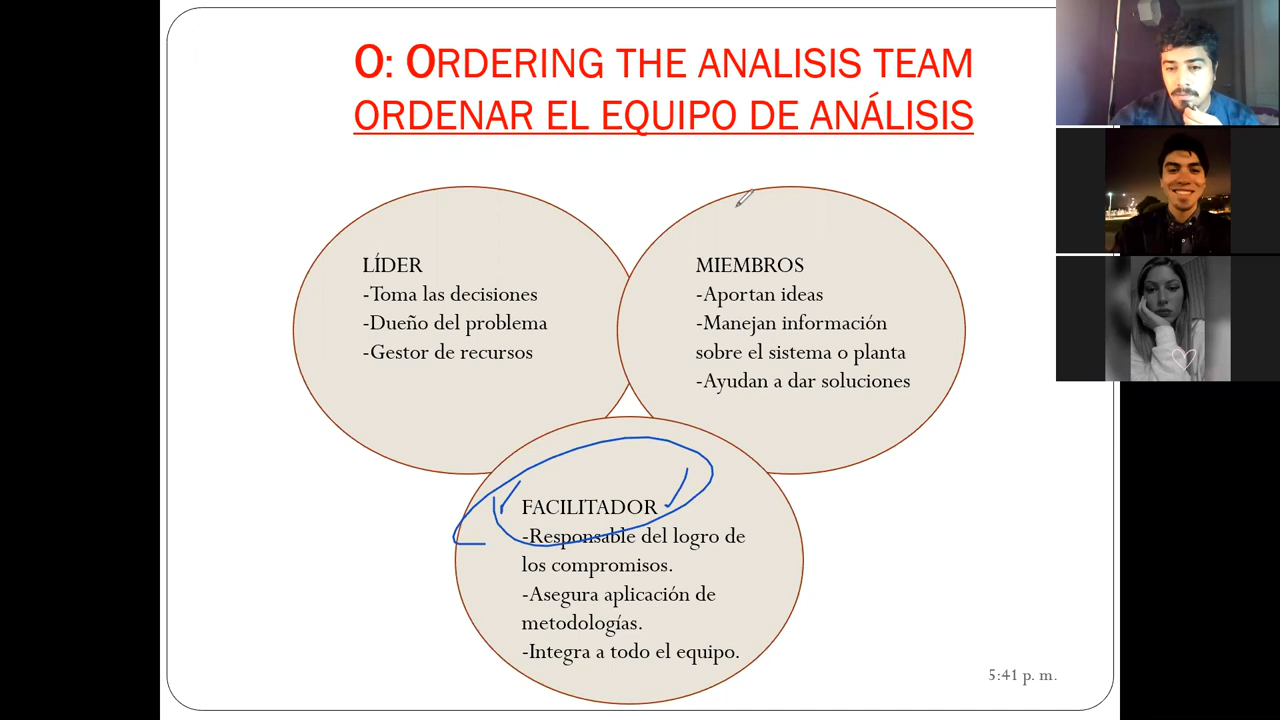 O: ORDERING THE ANALISIS TEAM
ORDENAR EL EQUIPO DE ANÁLISIS
LÍDER
-Toma las decisiones
-Dueño del problema
-Gestor de recursos
MIEMBROS
-Aportan ideas
-Manejan información
sobre el sistema o planta
-Ayudan a dar soluciones
FACILITADOR
-Responsable del logro de
los compromisos.
-Asegura aplicación de
metodologías.
-Integra a todo el equipo.
5:41 p. m.